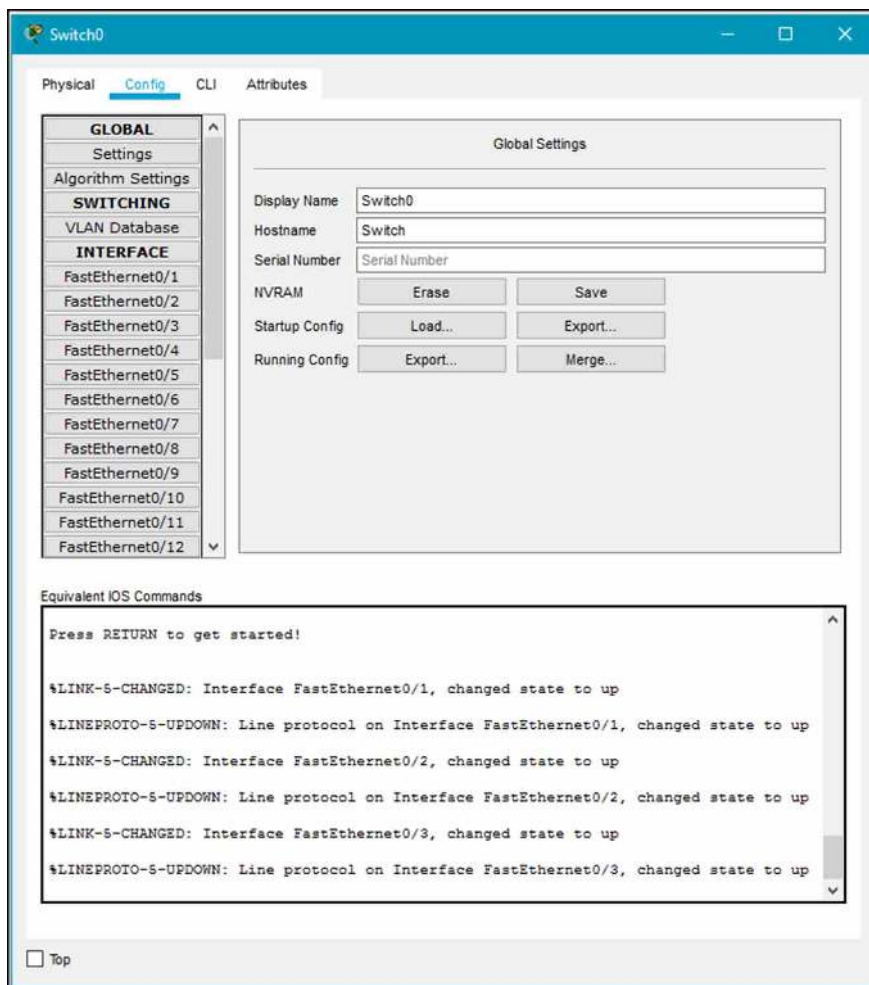 Switch0
Physical Config CLI Attributes
GLOBAL
Settings
Algorithm Settings
SWITCHING
VLAN Database
INTERFACE
FastEthernet0/1
FastEthernet0/2
FastEthernet0/3
FastEthernet0/4
FastEthernet0/5
FastEthernet0/6
FastEthernet0/7
FastEthernet0/8
FastEthernet0/9
FastEthernet0/10
FastEthernet0/11
FastEthernet0/12
Global Settings
Display Name Switch0
Hostname Switch
Serial Number Serial Number
NVRAM Erase Save
Startup Config Load... Export...
Running Config Export... Merge...
Equivalent IOS Commands
Press RETURN to get started!
%LINK-5-CHANGED: Interface FastEthernet0/1, changed state to up
%LINEPROTO-5-UPDOWN: Line protocol on Interface FastEthernet0/1, changed state to up
%LINK-5-CHANGED: Interface FastEthernet0/2, changed state to up
%LINEPROTO-5-UPDOWN: Line protocol on Interface FastEthernet0/2, changed state to up
%LINK-5-CHANGED: Interface FastEthernet0/3, changed state to up
%LINEPROTO-5-UPDOWN: Line protocol on Interface FastEthernet0/3, changed state to up
Top